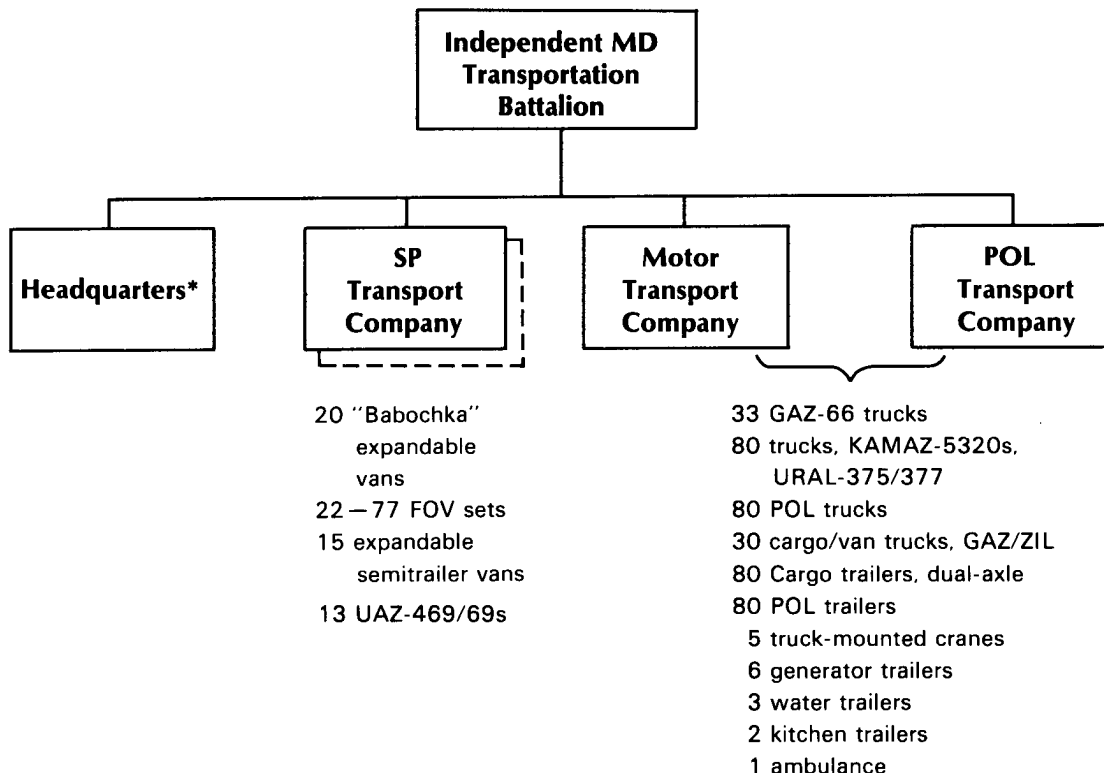 Independent MD
Transportation
Battalion
Headquarters*
SP
Transport
Company
Motor
Transport
Company
POL
Transport
Company
20 "Babochka"
expandable
vans
22—77 FOV sets
15 expandable
semitrailer vans
13 UAZ-469/69s
33 GAZ-66 trucks
80 trucks, KAMAZ-5320s,
URAL-375/377
80 POL trucks
30 cargo/van trucks, GAZ/ZIL
80 Cargo trailers, dual-axle
80 POL trailers
5 truck-mounted cranes
6 generator trailers
3 water trailers
2 kitchen trailers
1 ambulance